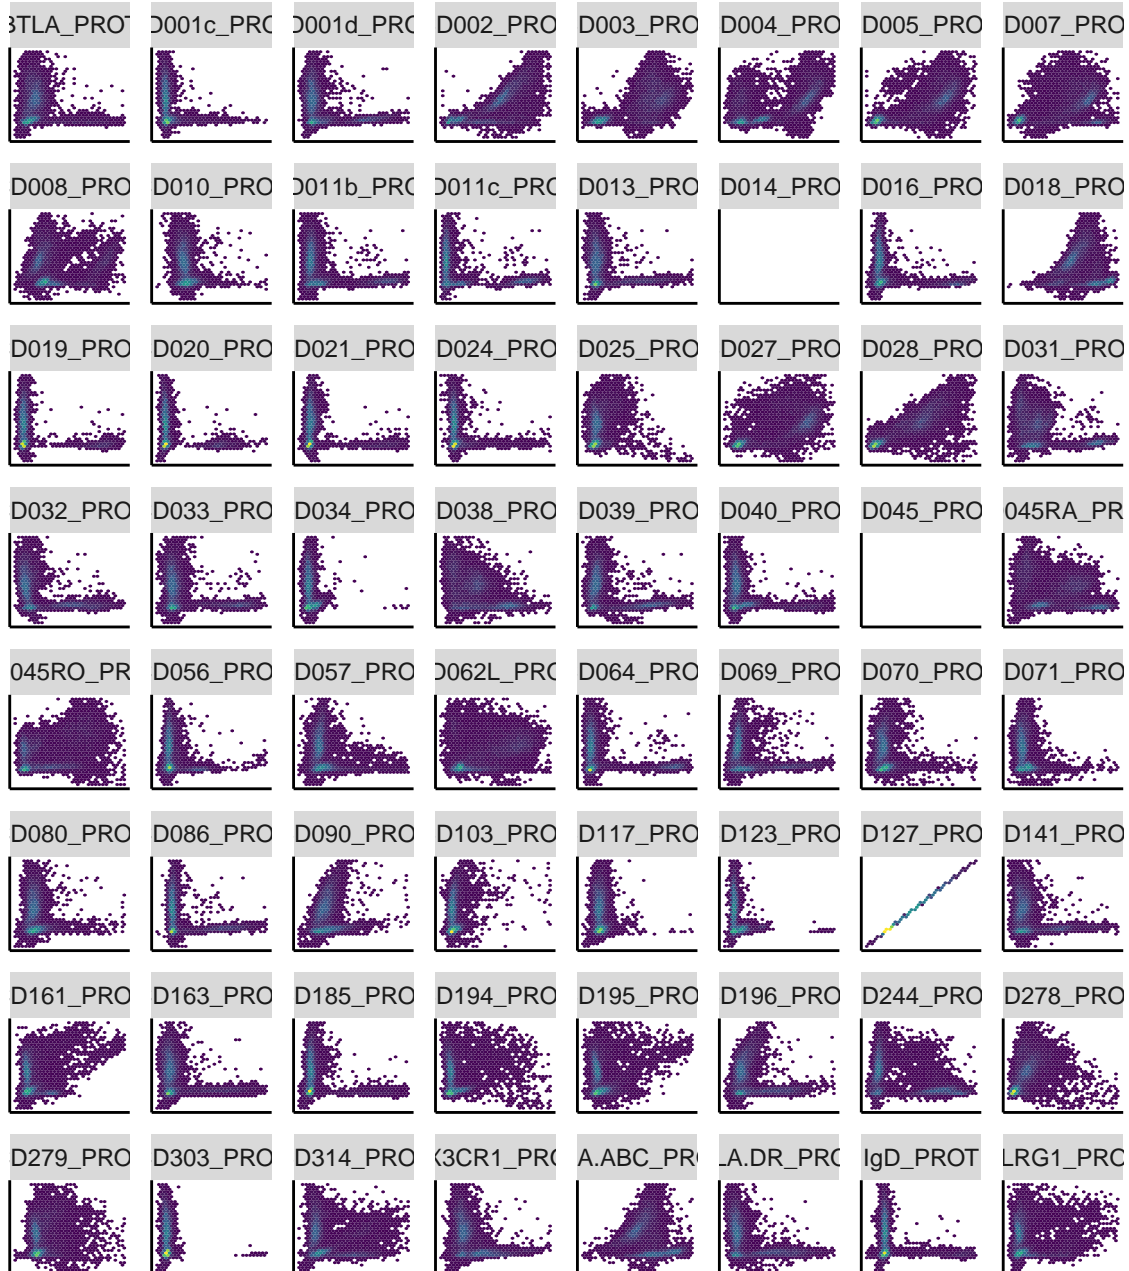 BTLA_PROT D001c_PRO D001d_PRO D002_PRO D003_PRO D004_PRO D005_PRO D007_PRO
D008_PRO D010_PRO D011b_PRO D011c_PRO D013_PRO D014_PRO D016_PRO D018_PRO
D019_PRO D020_PRO D021_PRO D024_PRO D025_PRO D027_PRO D028_PRO D031_PRO
D032_PRO D033_PRO D034_PRO D038_PRO D039_PRO D040_PRO D045_PRO 045RA_PR
045RO_PR D056_PRO D057_PRO D062L_PRO D064_PRO D069_PRO D070_PRO D071_PRO
D080_PRO D086_PRO D090_PRO D103_PRO D117_PRO D123_PRO D127_PRO D141_PRO
D161_PRO D163_PRO D185_PRO D194_PRO D195_PRO D196_PRO D244_PRO D278_PRO
D279_PRO D303_PRO D314_PRO X3CR1_PRO A.ABC_PRO LA.DR_PRO IgD_PROT LRG1_PRO